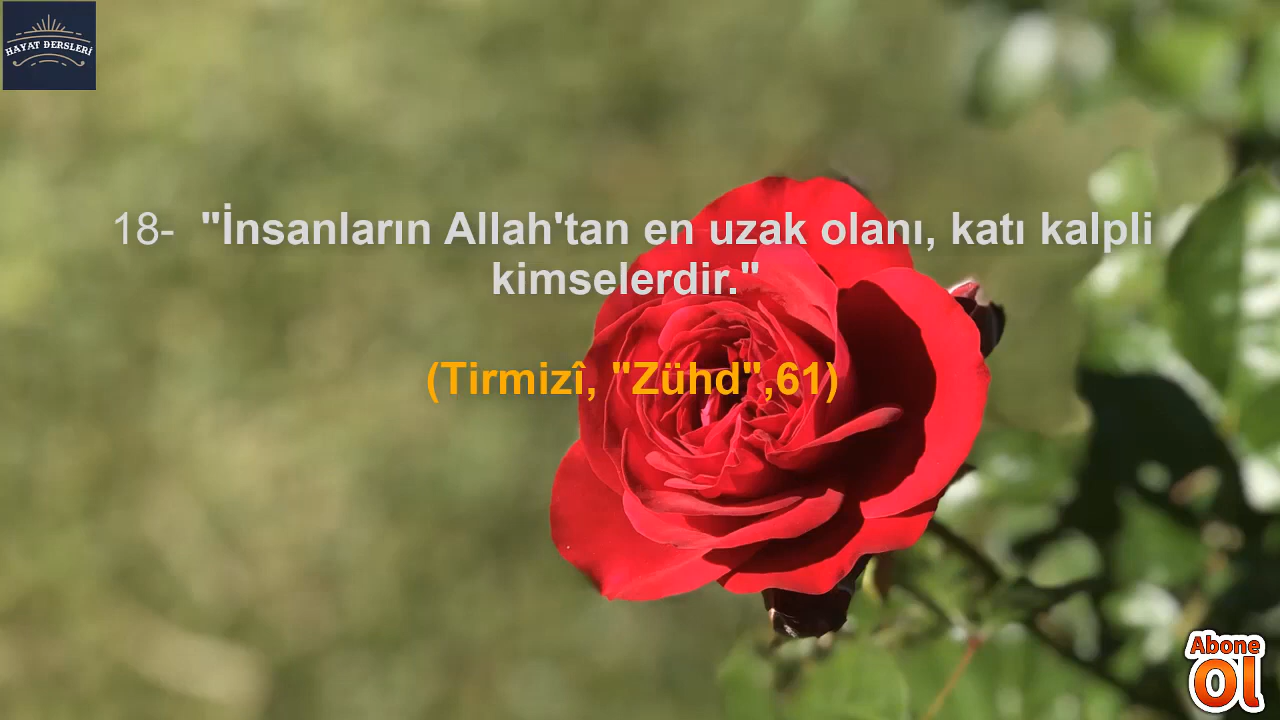 HAYAT DERSLERİ
18- "İnsanların Allah'tan en uzak olanı, katı kalpli
kimselerdir."
(Tirmizî, "Zühd",61)
Abone
Ol